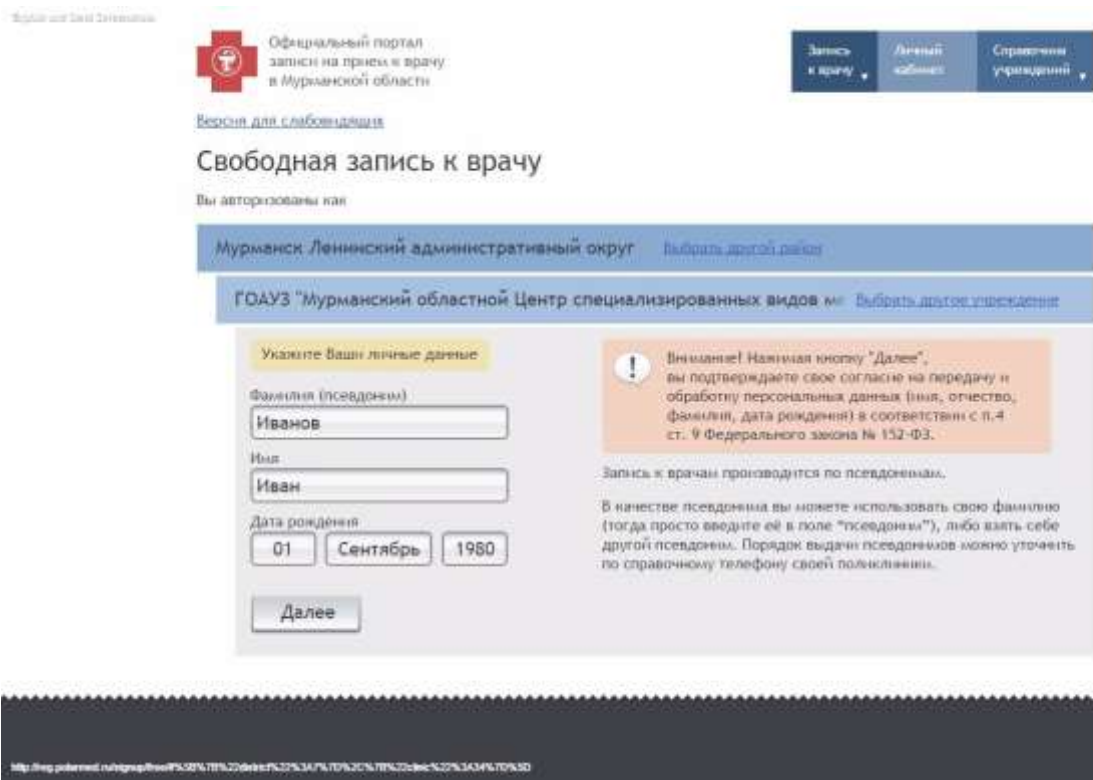 Официальный портал
записи на прием к врачу
в Мурманской области
Запись
к врачу
Личный
кабинет
Справочник
учреждений
Версия для слабовидящих
Свободная запись к врачу
Вы авторизованы как
Мурманск Ленинский административный округ Выбрать другой район
ГОАУЗ "Мурманский областной Центр специализированных видов ме Выбрать другое учреждение
Укажите Ваши личные данные
Фамилия (псевдоним)
Иванов
Имя
Иван
Дата рождения
01 Сентябрь 1980
Далее
! Внимание! Нажимая кнопку "Далее",
вы подтверждаете свое согласие на передачу и
обработку персональных данных (имя, отчество,
фамилия, дата рождения) в соответствии с п.4
ст. 9 Федерального закона № 152-ФЗ.
Запись к врачам производится по псевдонимам.
В качестве псевдонима вы можете использовать свою фамилию
(тогда просто введите её в поле "псевдоним"), либо взять себе
другой псевдоним. Порядок выдачи псевдонимов можно уточнить
по справочному телефону своей поликлиники.